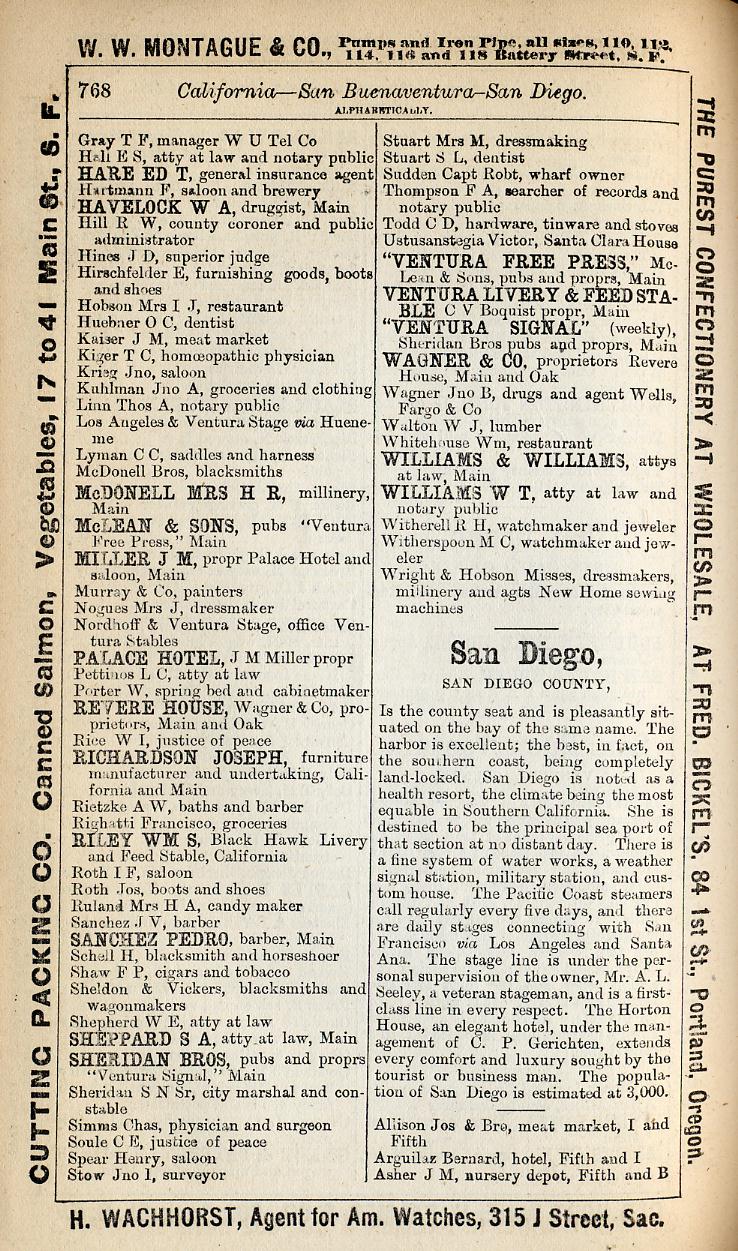 W. W. MONTAGUE & CO., Pumps and Iron Pipe, all sizes, 110, 112,
114, 116 and 118 Battery Street, S. F.
768 California—San Buenaventura—San Diego.
ALPHABETICALLY.
Gray T F, manager W U Tel Co
Hall E S, atty at law and notary public
HARE ED T, general insurance agent
Hartmann F, saloon and brewery
HAVELOCK W A, druggist, Main
Hill R W, county coroner and public
administrator
Hines J D, superior judge
Hirschfelder E, furnishing goods, boots
and shoes
Hobson Mrs I J, restaurant
Huebner O C, dentist
Kaiser J M, meat market
Kiger T C, homœopathic physician
Krieg Jno, saloon
Kuhlman Jno A, groceries and clothing
Linn Thos A, notary public
Los Angeles & Ventura Stage via Huene-
me
Lyman C C, saddles and harness
McDonell Bros, blacksmiths
McDONELL MRS H R, millinery,
Main
McLEAN & SONS, pubs "Ventura
Free Press," Main
MILLER J M, propr Palace Hotel and
saloon, Main
Murray & Co, painters
Nogues Mrs J, dressmaker
Nordhoff & Ventura Stage, office Ven-
tura Stables
PALACE HOTEL, J M Miller propr
Pettinos L C, atty at law
Porter W, spring bed and cabinetmaker
REVERE HOUSE, Wagner & Co, pro-
prietors, Main and Oak
Rice W I, justice of peace
RICHARDSON JOSEPH, furniture
manufacturer and undertaking, Cali-
fornia and Main
Rietzke A W, baths and barber
Righatti Francisco, groceries
RILEY WM S, Black Hawk Livery
and Feed Stable, California
Roth I F, saloon
Roth Jos, boots and shoes
Ruland Mrs H A, candy maker
Sanchez J V, barber
SANCHEZ PEDRO, barber, Main
Schell H, blacksmith and horseshoer
Shaw F P, cigars and tobacco
Sheldon & Vickers, blacksmiths and
wagonmakers
Shepherd W E, atty at law
SHEPPARD S A, atty at law, Main
SHERIDAN BROS, pubs and proprs
"Ventura Signal," Main
Sheridan S N Sr, city marshal and con-
stable
Simms Chas, physician and surgeon
Soule C E, justice of peace
Spear Henry, saloon
Stow Jno I, surveyor
Stuart Mrs M, dressmaking
Stuart S L, dentist
Sudden Capt Robt, wharf owner
Thompson F A, searcher of records and
notary public
Todd C D, hardware, tinware and stoves
Ustusanstegia Victor, Santa Clara House
"VENTURA FREE PRESS," Mc-
Lean & Sons, pubs and proprs, Main
VENTURA LIVERY & FEED STA-
BLE C V Boquist propr, Main
"VENTURA SIGNAL" (weekly),
Sheridan Bros pubs and proprs, Main
WAGNER & CO, proprietors Revere
House, Main and Oak
Wagner Jno B, drugs and agent Wells,
Fargo & Co
Walton W J, lumber
Whitehouse Wm, restaurant
WILLIAMS & WILLIAMS, attys
at law, Main
WILLIAMS W T, atty at law and
notary public
Witherell R H, watchmaker and jeweler
Witherspoon M C, watchmaker and jew-
eler
Wright & Hobson Misses, dressmakers,
millinery and agts New Home sewing
machines
San Diego,
SAN DIEGO COUNTY,
Is the county seat and is pleasantly sit-
uated on the bay of the same name. The
harbor is excellent; the best, in fact, on
the southern coast, being completely
land-locked. San Diego is noted as a
health resort, the climate being the most
equable in Southern California. She is
destined to be the principal sea port of
that section at no distant day. There is
a fine system of water works, a weather
signal station, military station, and cus-
tom house. The Pacific Coast steamers
call regularly every five days, and there
are daily stages connecting with San
Francisco via Los Angeles and Santa
Ana. The stage line is under the per-
sonal supervision of the owner, Mr. A. L.
Seeley, a veteran stageman, and is a first-
class line in every respect. The Horton
House, an elegant hotel, under the man-
agement of C. P. Gerichten, extends
every comfort and luxury sought by the
tourist or business man. The popula-
tion of San Diego is estimated at 3,000.
Allison Jos & Bro, meat market, I and
Fifth
Arguilaz Bernard, hotel, Fifth and I
Asher J M, nursery depot, Fifth and B
CUTTING PACKING CO. Canned Salmon, Vegetables, 17 to 41 Main St., S. F.
THE PUREST CONFECTIONERY AT WHOLESALE, AT FRED. BICKEL'S. 84 1st St., Portland, Oregon.
H. WACHHORST, Agent for Am. Watches, 315 J Street, Sac.